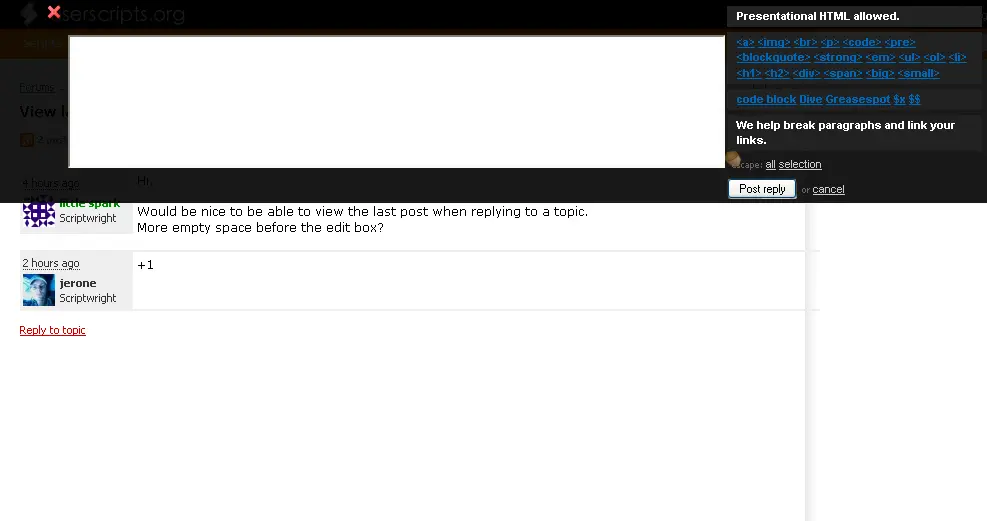 serscripts.org
Presentational HTML allowed.
<a> <img> <br> <p> <code> <pre>
<blockquote> <strong> <em> <ul> <ol> <li>
<h1> <h2> <div> <span> <big> <small>
code block Dive Greasespot $x $$
We help break paragraphs and link your
links.
scape: all selection
Post reply or cancel
Forums
View l
4 hours ago
little spark
Scriptwright
Hi,
Would be nice to be able to view the last post when replying to a topic.
More empty space before the edit box?
2 hours ago
jerone
Scriptwright
+1
Reply to topic